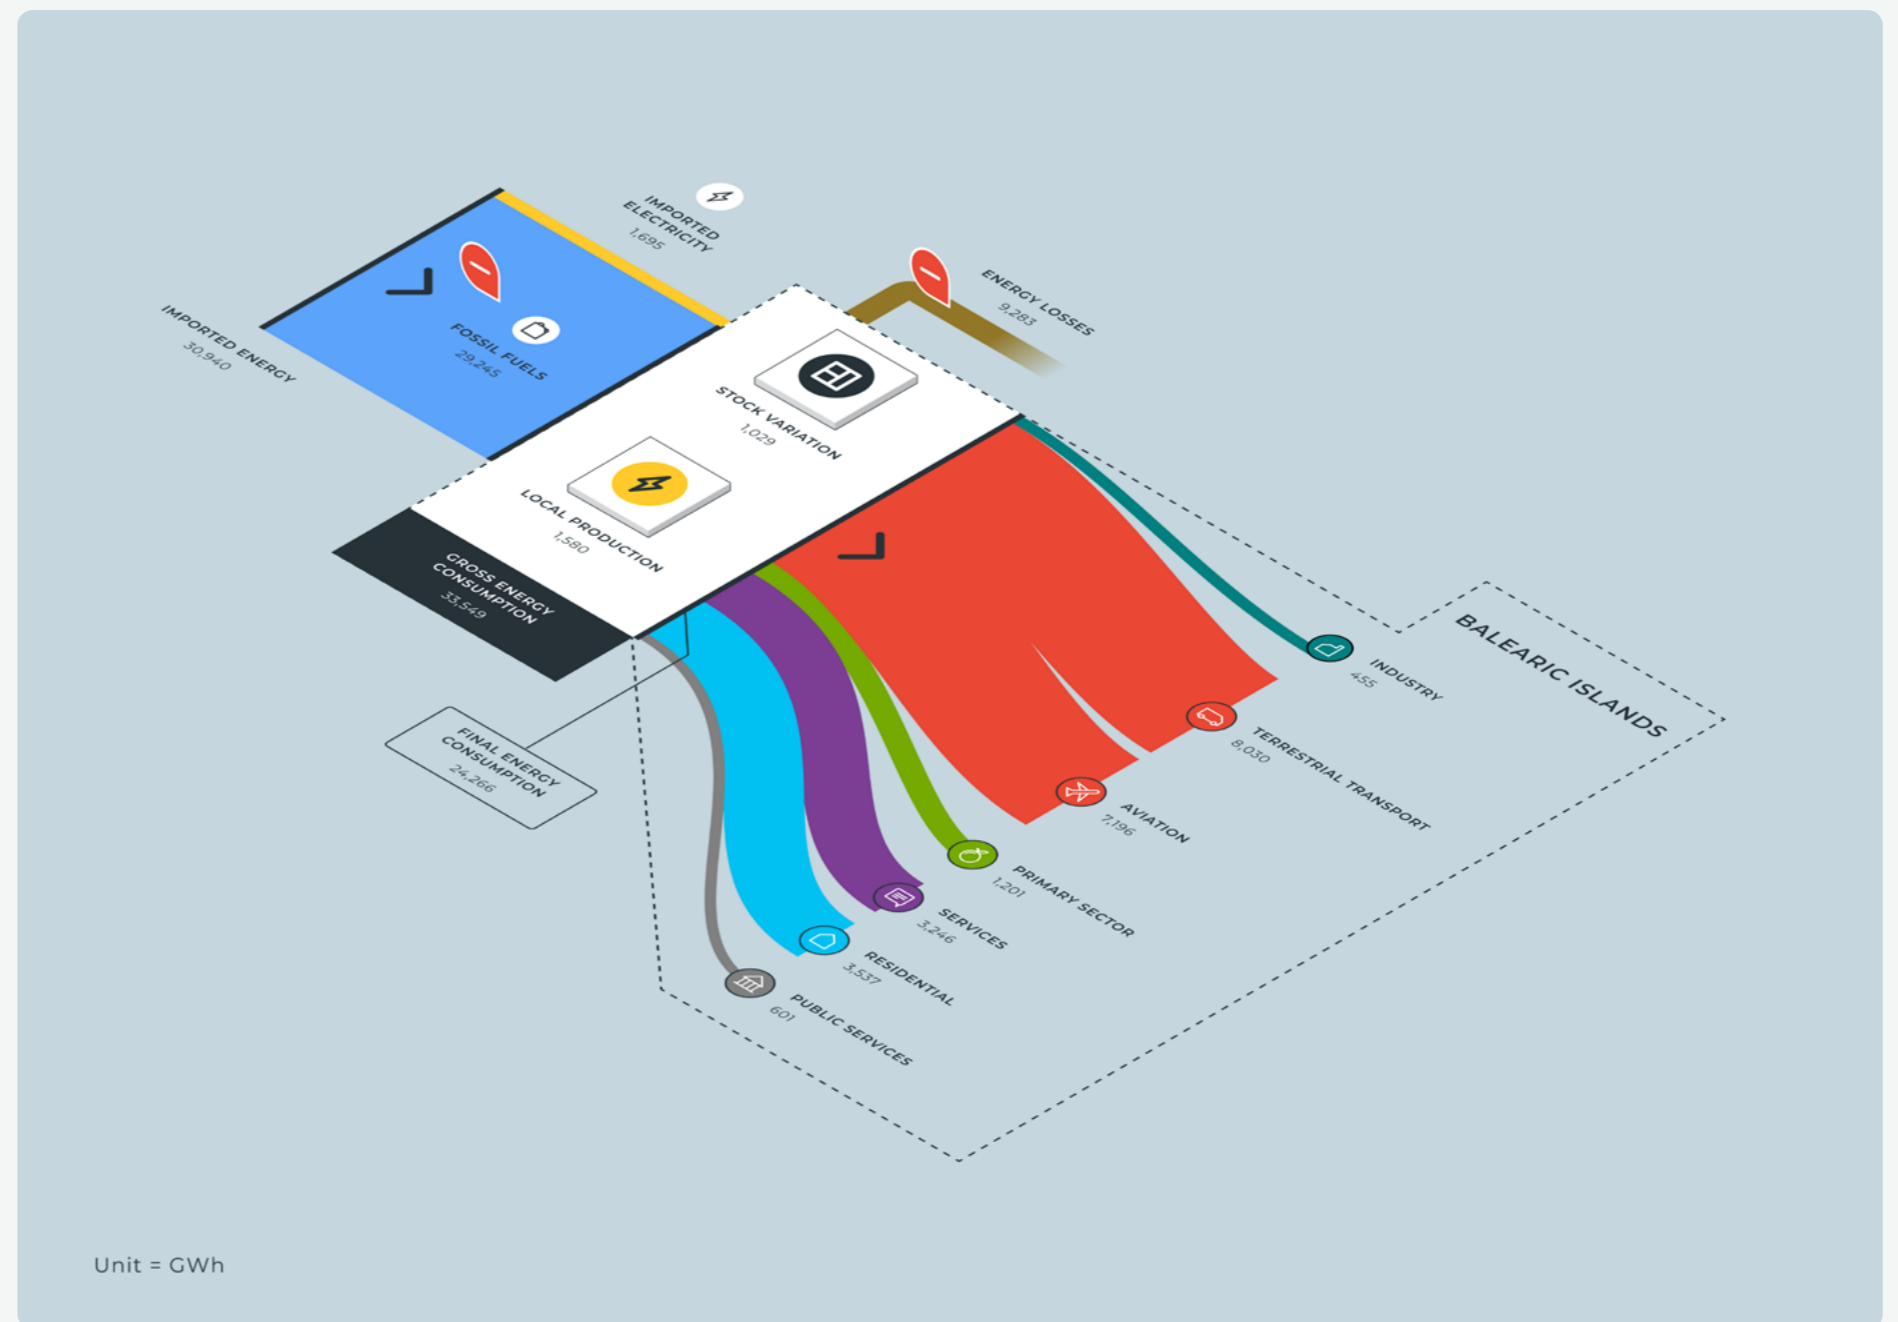 IMPORTED
ELECTRICITY
1,695
ENERGY LOSSES
9,283
IMPORTED ENERGY
30,940
FOSSIL FUELS
29,245
STOCK VARIATION
1,029
LOCAL PRODUCTION
1,580
GROSS ENERGY
CONSUMPTION
33,549
FINAL ENERGY
CONSUMPTION
24,266
BALEARIC ISLANDS
INDUSTRY
455
TERRESTRIAL TRANSPORT
8,030
AVIATION
7,196
PRIMARY SECTOR
1,201
SERVICES
3,246
RESIDENTIAL
3,537
PUBLIC SERVICES
601
Unit = GWh